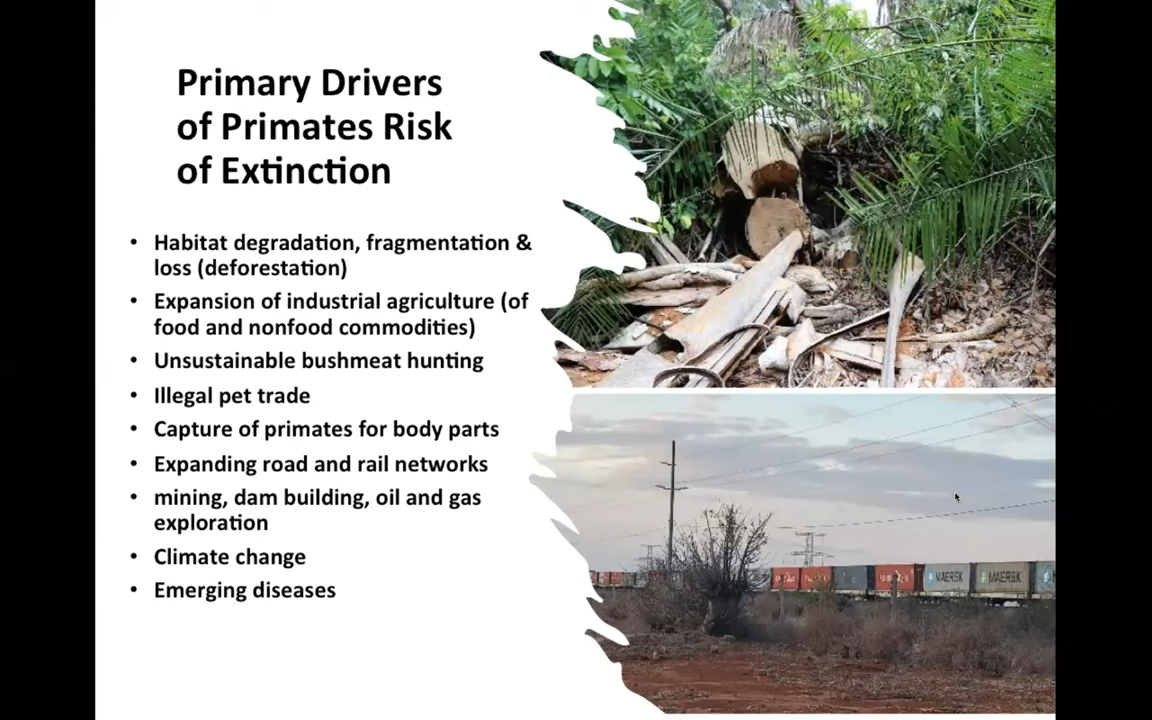 Primary Drivers
of Primates Risk
of Extinction
• Habitat degradation, fragmentation &
loss (deforestation)
• Expansion of industrial agriculture (of
food and nonfood commodities)
• Unsustainable bushmeat hunting
• Illegal pet trade
• Capture of primates for body parts
• Expanding road and rail networks
• mining, dam building, oil and gas
exploration
• Climate change
• Emerging diseases
MAERSK
MAERSK